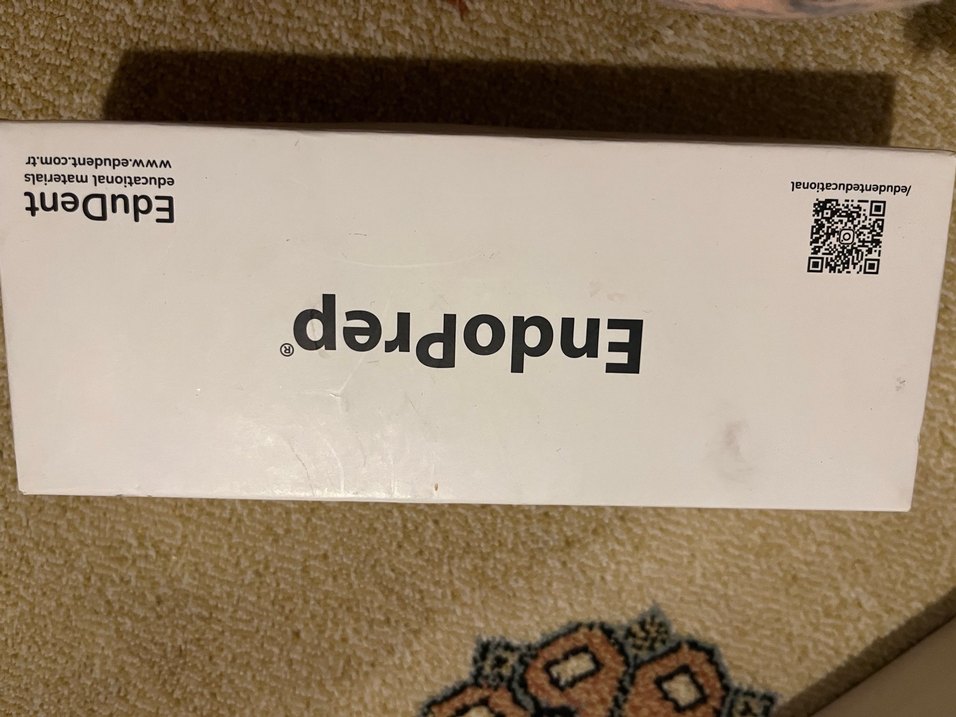 /edudenteducational
EndoPrep®
EduDent
educational materials
www.edudent.com.tr